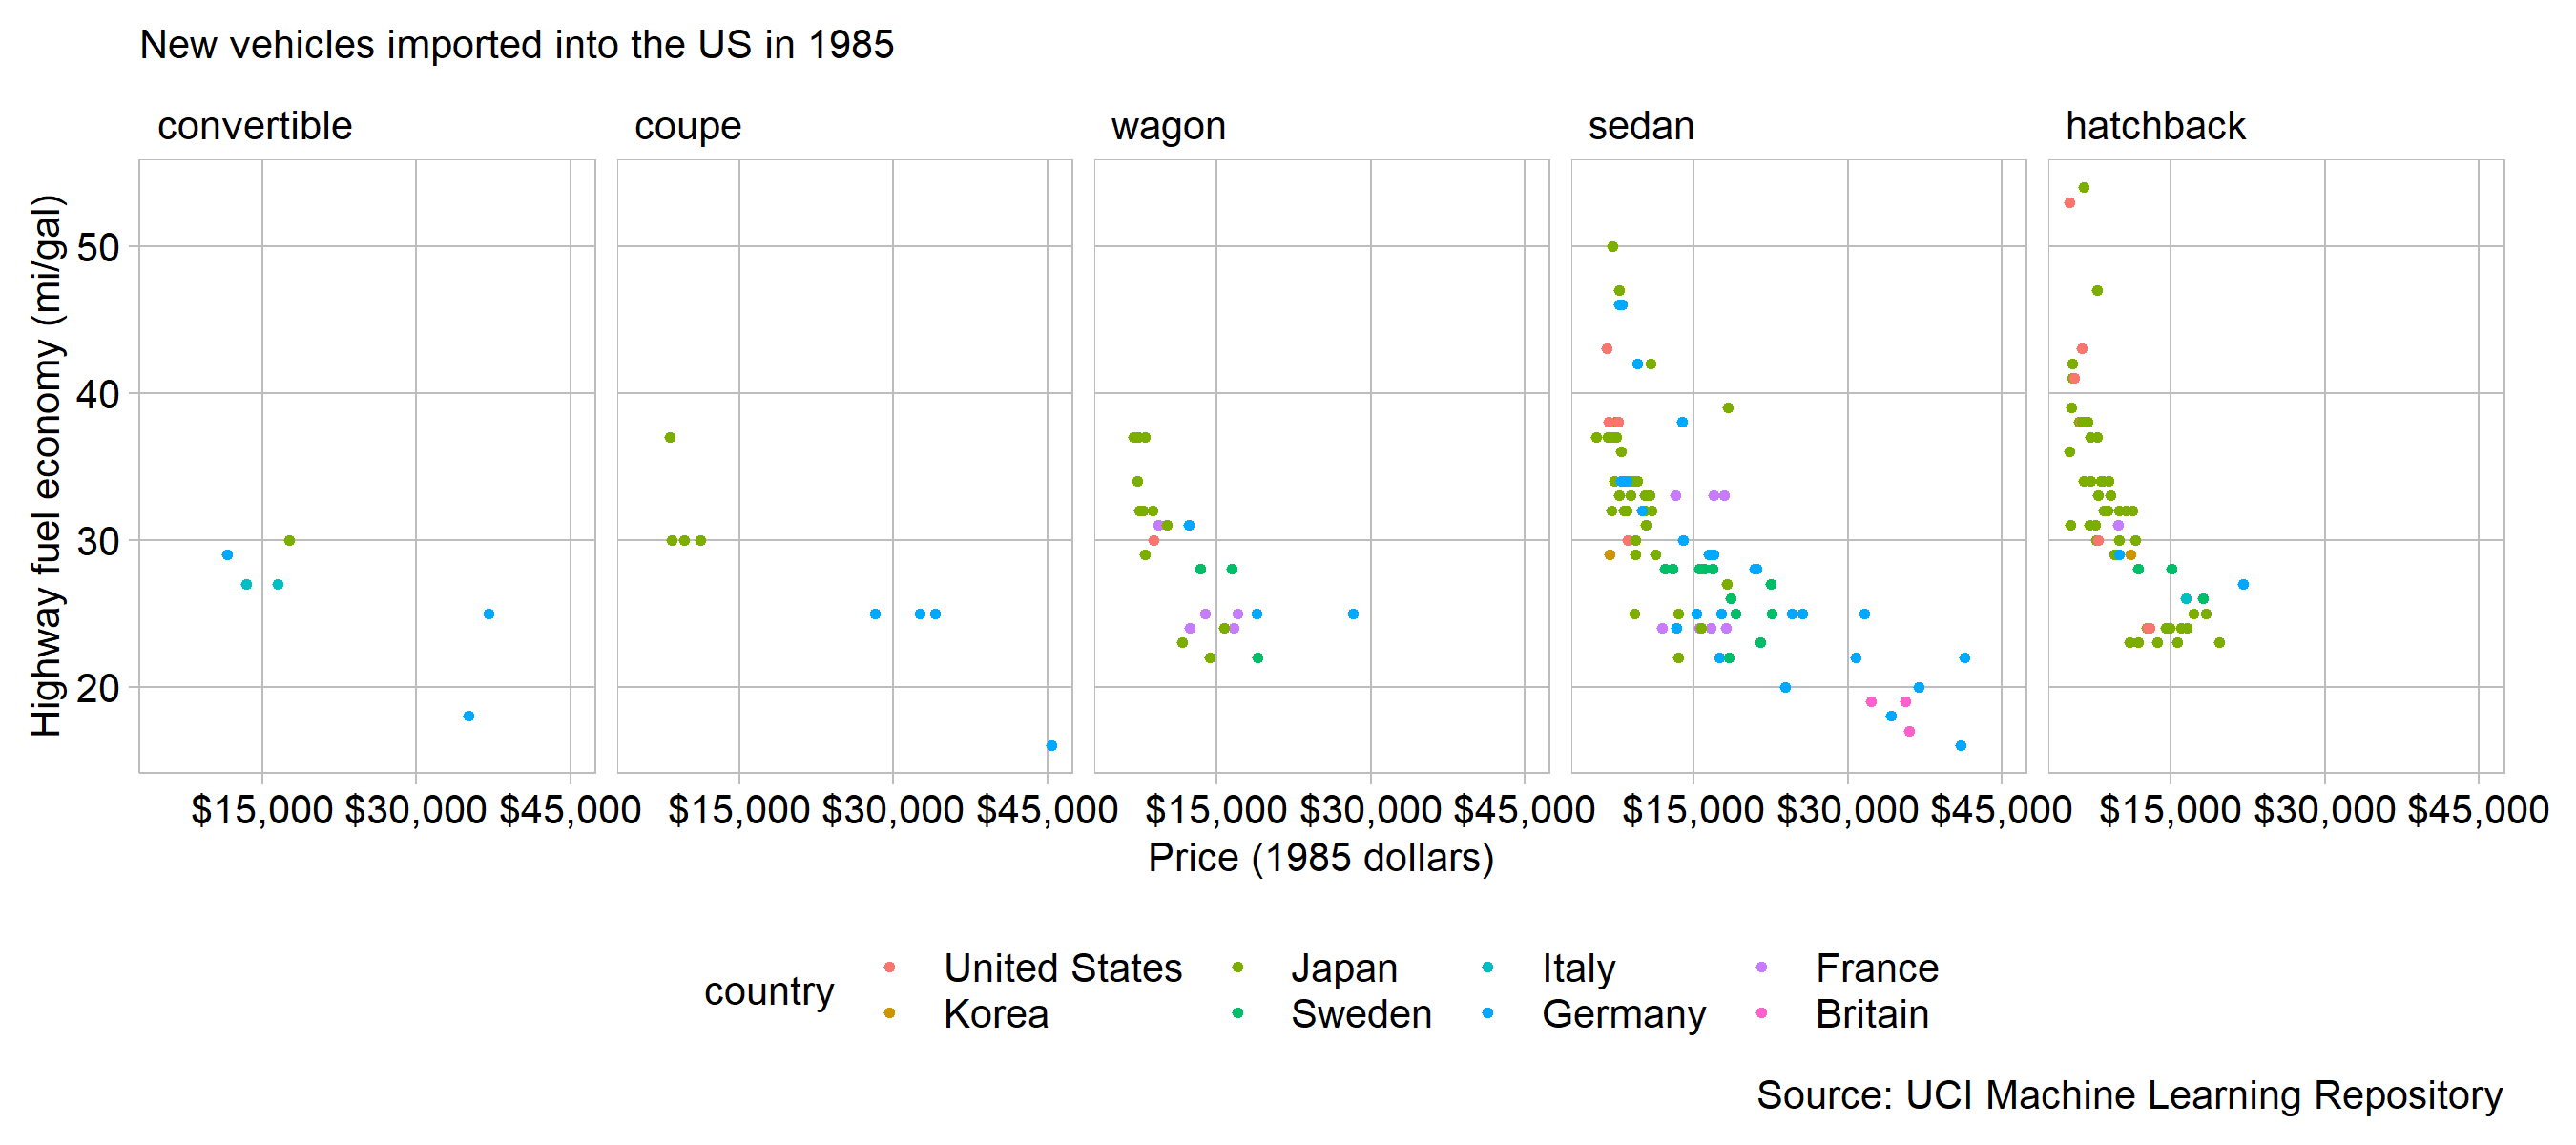 New vehicles imported into the US in 1985
convertible coupe wagon sedan hatchback
Highway fuel economy (mi/gal)
50
40
30
20
$15,000 $30,000 $45,000 $15,000 $30,000 $45,000 $15,000 $30,000 $45,000 $15,000 $30,000 $45,000 $15,000 $30,000 $45,000
Price (1985 dollars)
country
United States Japan Italy France
Korea Sweden Germany Britain
Source: UCI Machine Learning Repository